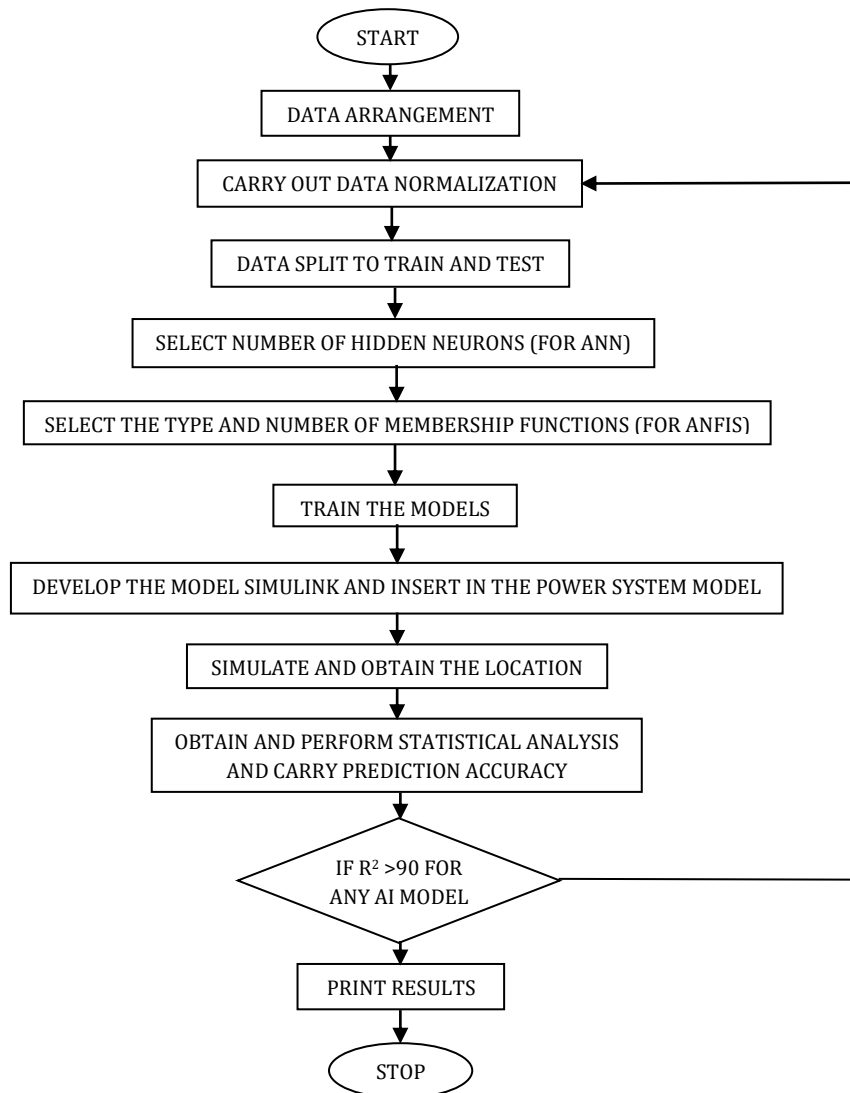 START
DATA ARRANGEMENT
CARRY OUT DATA NORMALIZATION
DATA SPLIT TO TRAIN AND TEST
SELECT NUMBER OF HIDDEN NEURONS (FOR ANN)
SELECT THE TYPE AND NUMBER OF MEMBERSHIP FUNCTIONS (FOR ANFIS)
TRAIN THE MODELS
DEVELOP THE MODEL SIMULINK AND INSERT IN THE POWER SYSTEM MODEL
SIMULATE AND OBTAIN THE LOCATION
OBTAIN AND PERFORM STATISTICAL ANALYSIS
AND CARRY PREDICTION ACCURACY
IF R² >90 FOR
ANY AI MODEL
PRINT RESULTS
STOP